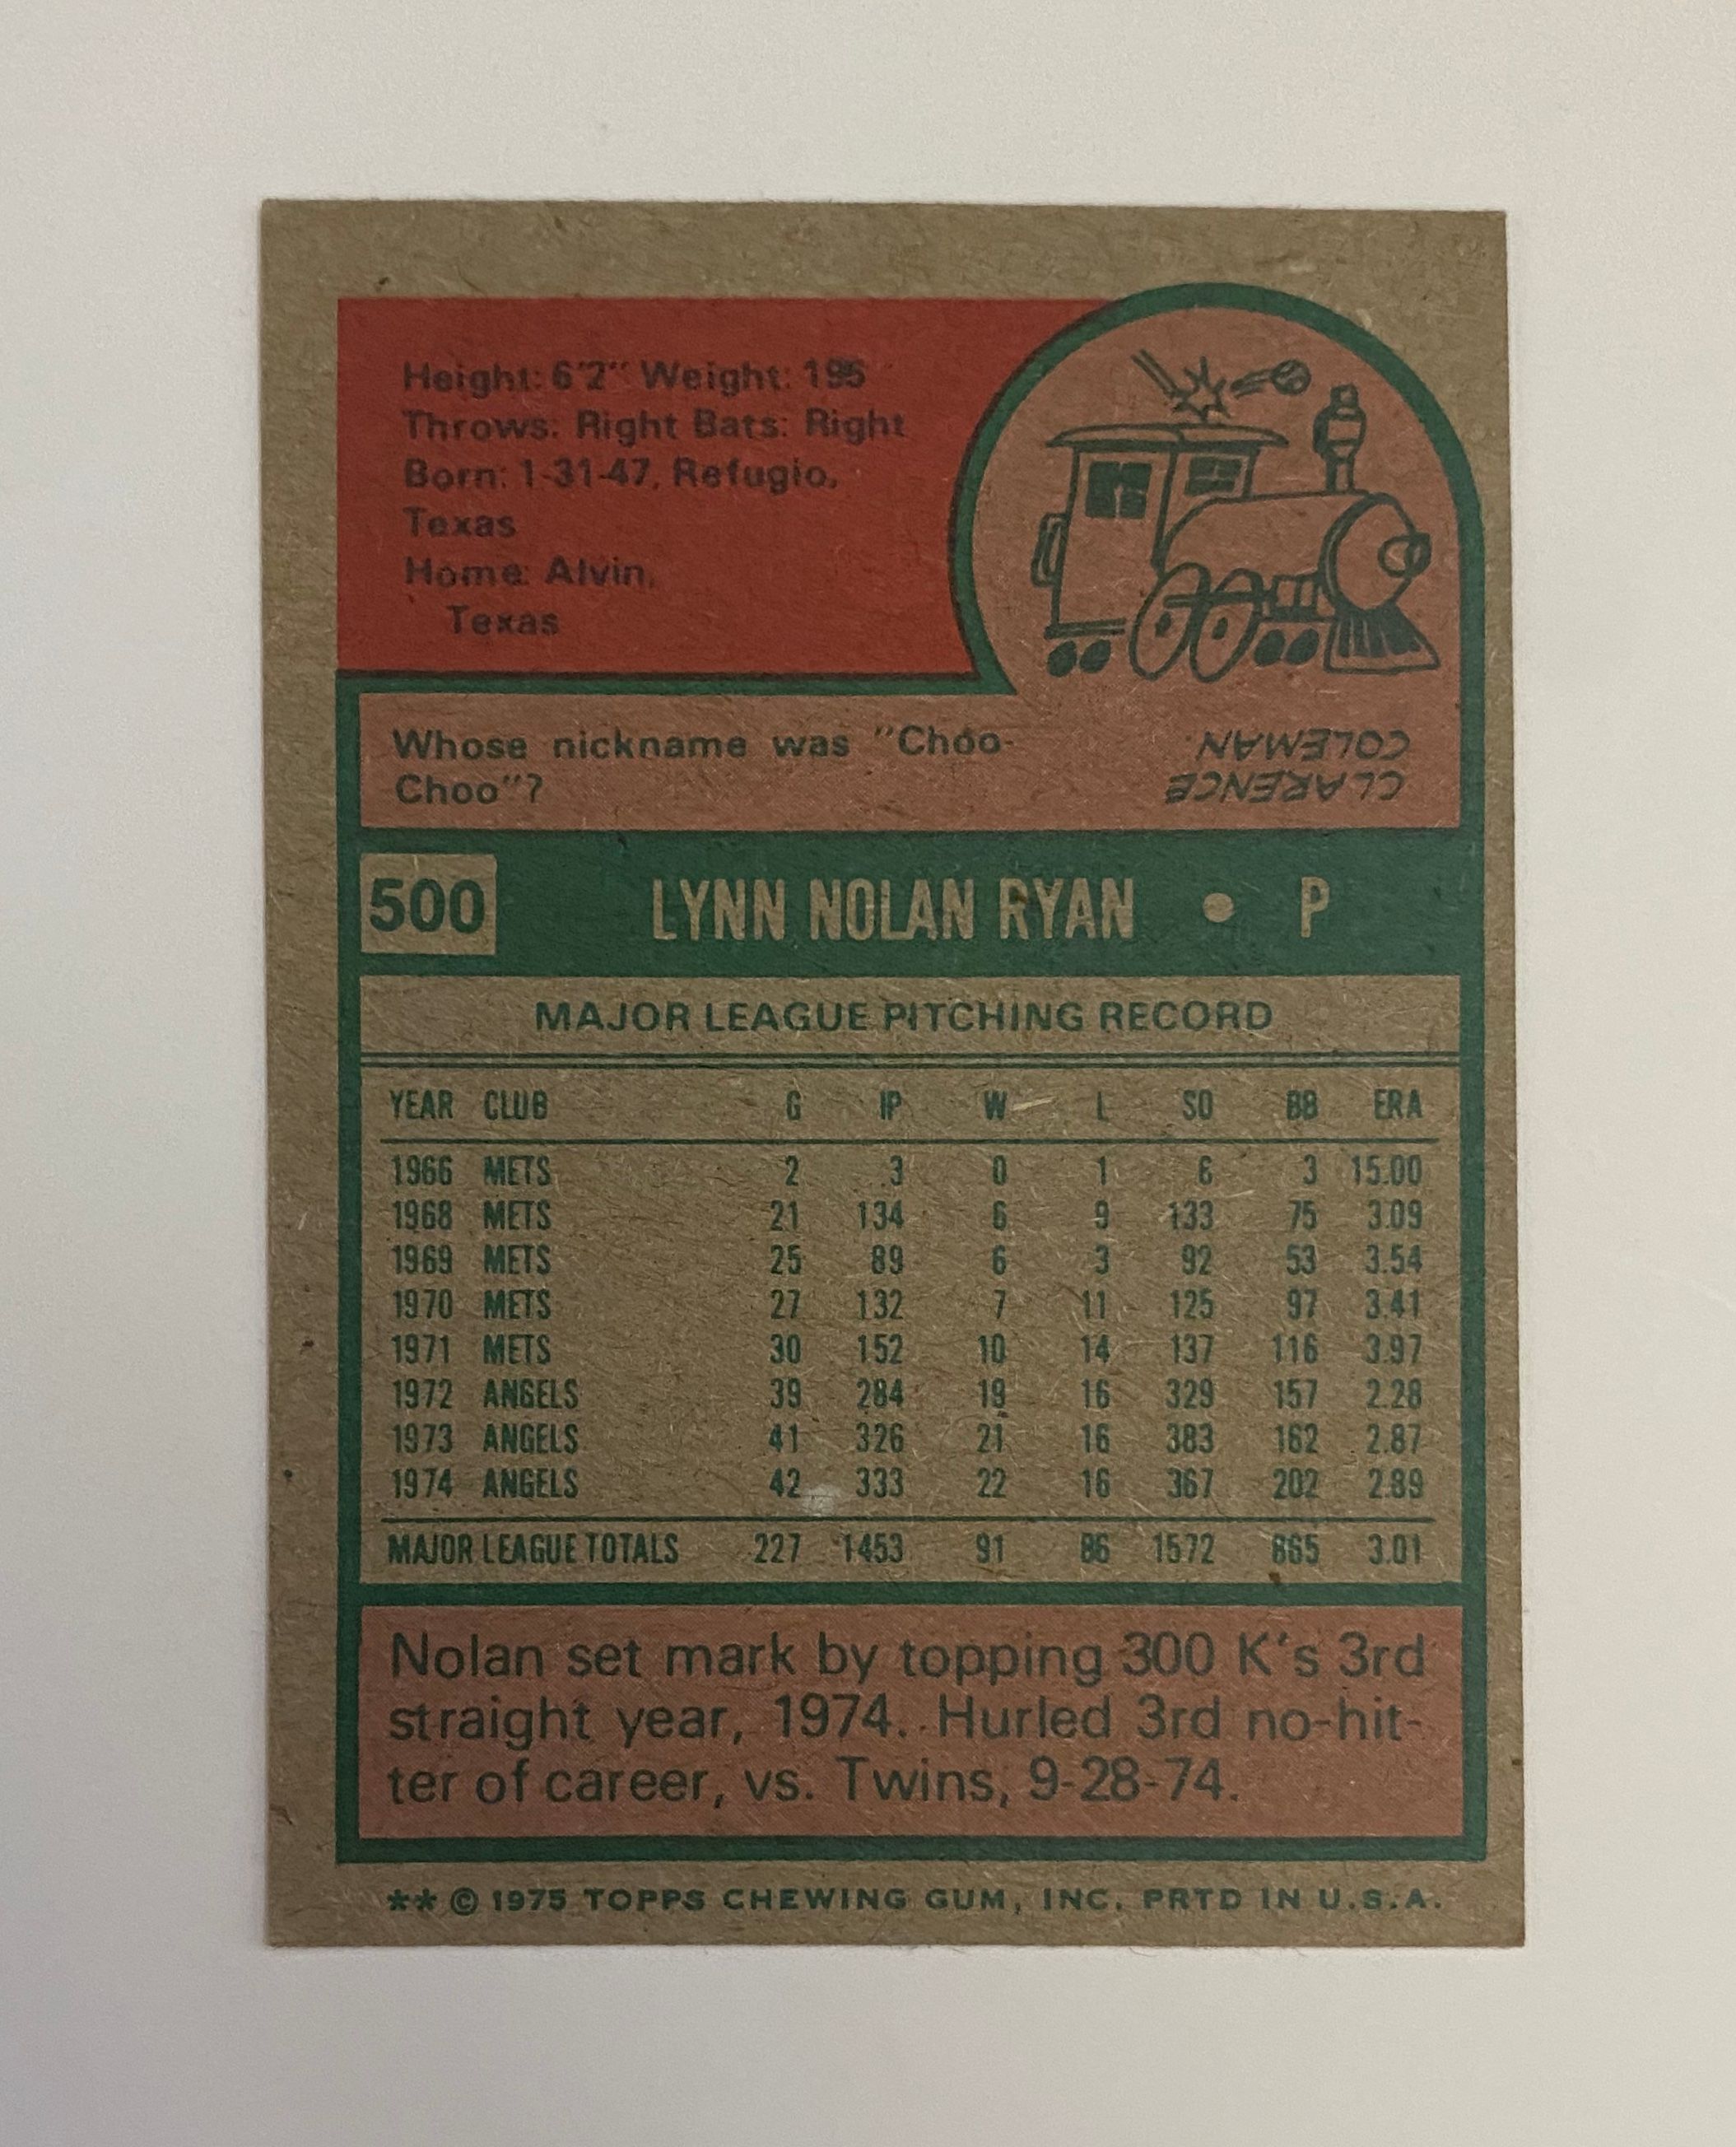 Height: 6'2" Weight: 195
Throws: Right Bats: Right
Born: 1-31-47, Refugio,
Texas
Home: Alvin,
Texas
Whose nickname was "Choo-
Choo"?
CLARENCE
COLEMAN.
500 LYNN NOLAN RYAN • P
MAJOR LEAGUE PITCHING RECORD
YEAR CLUB G IP W L SO BB ERA
1966 METS 2 3 0 1 6 3 15.00
1968 METS 21 134 6 9 133 75 3.09
1969 METS 25 89 6 3 92 53 3.54
1970 METS 27 132 7 11 125 97 3.41
1971 METS 30 152 10 14 137 116 3.97
1972 ANGELS 39 284 19 16 329 157 2.28
1973 ANGELS 41 326 21 16 383 162 2.87
1974 ANGELS 42 333 22 16 367 202 2.89
MAJOR LEAGUE TOTALS 227 1453 91 86 1572 865 3.01
Nolan set mark by topping 300 K's 3rd
straight year, 1974. Hurled 3rd no-hit-
ter of career, vs. Twins, 9-28-74.
** © 1975 TOPPS CHEWING GUM, INC. PRTD IN U.S.A.